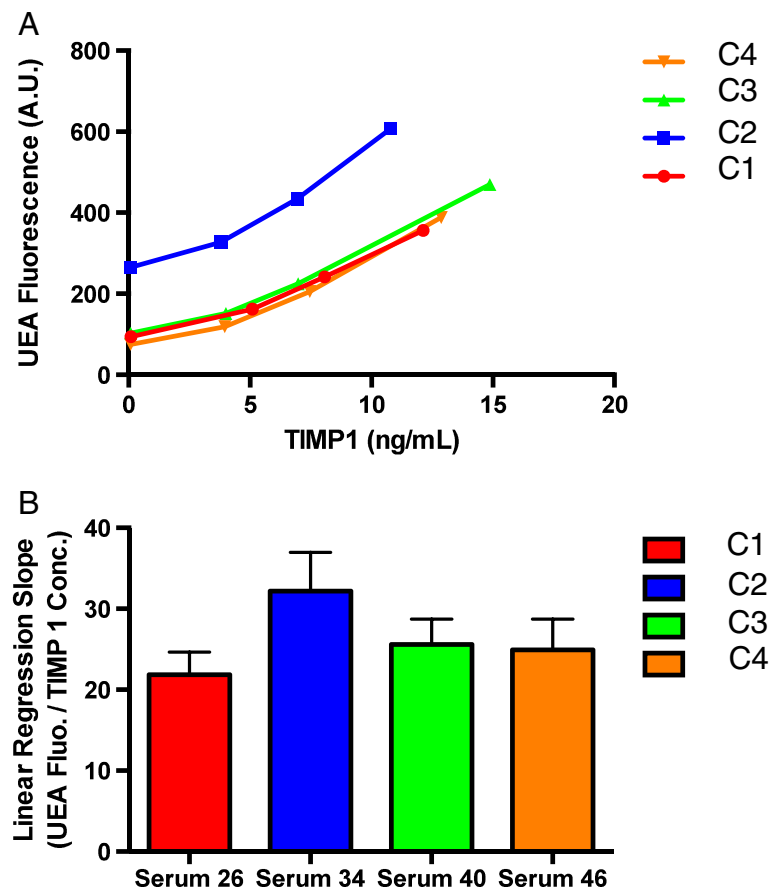 A
UEA Fluorescence (A.U.)
800
600
400
200
0
0 5 10 15 20
TIMP1 (ng/mL)
C4
C3
C2
C1
B
Linear Regression Slope
(UEA Fluo. / TIMP 1 Conc.)
40
30
20
10
0
Serum 26 Serum 34 Serum 40 Serum 46
C1
C2
C3
C4